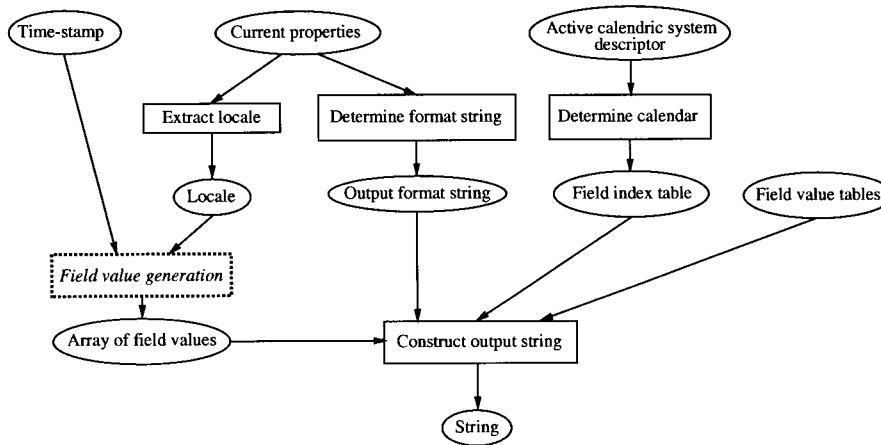 Time-stamp
Current properties
Active calendric system
descriptor
Extract locale
Determine format string
Determine calendar
Locale
Output format string
Field index table
Field value tables
Field value generation
Array of field values
Construct output string
String